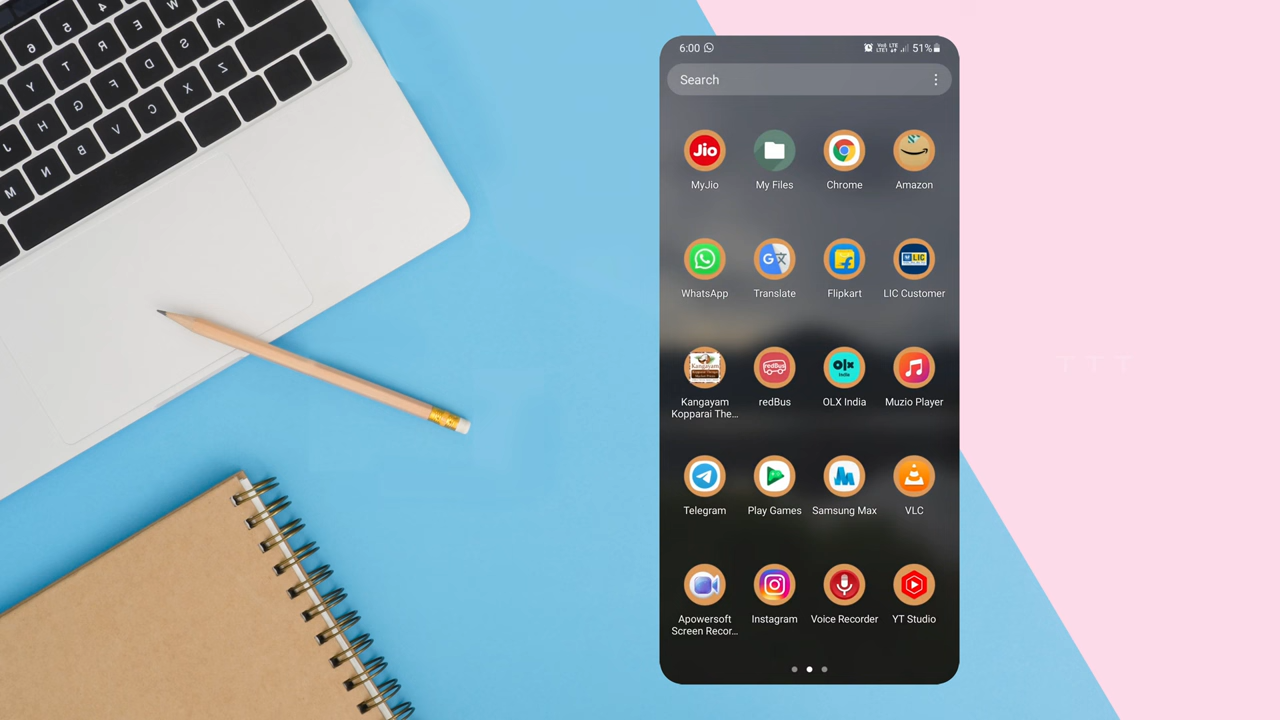 6:00
51%
Search
Jio
MyJio
My Files
Chrome
Amazon
WhatsApp
G
Translate
Flipkart
LIC
LIC Customer
Kangayam
Kangayam
Kopparai The...
redBus
redBus
OLX
India
OLX India
Muzio Player
Telegram
Play Games
Samsung Max
VLC
Apowersoft
Screen Recor...
Instagram
Voice Recorder
YT Studio
T T T